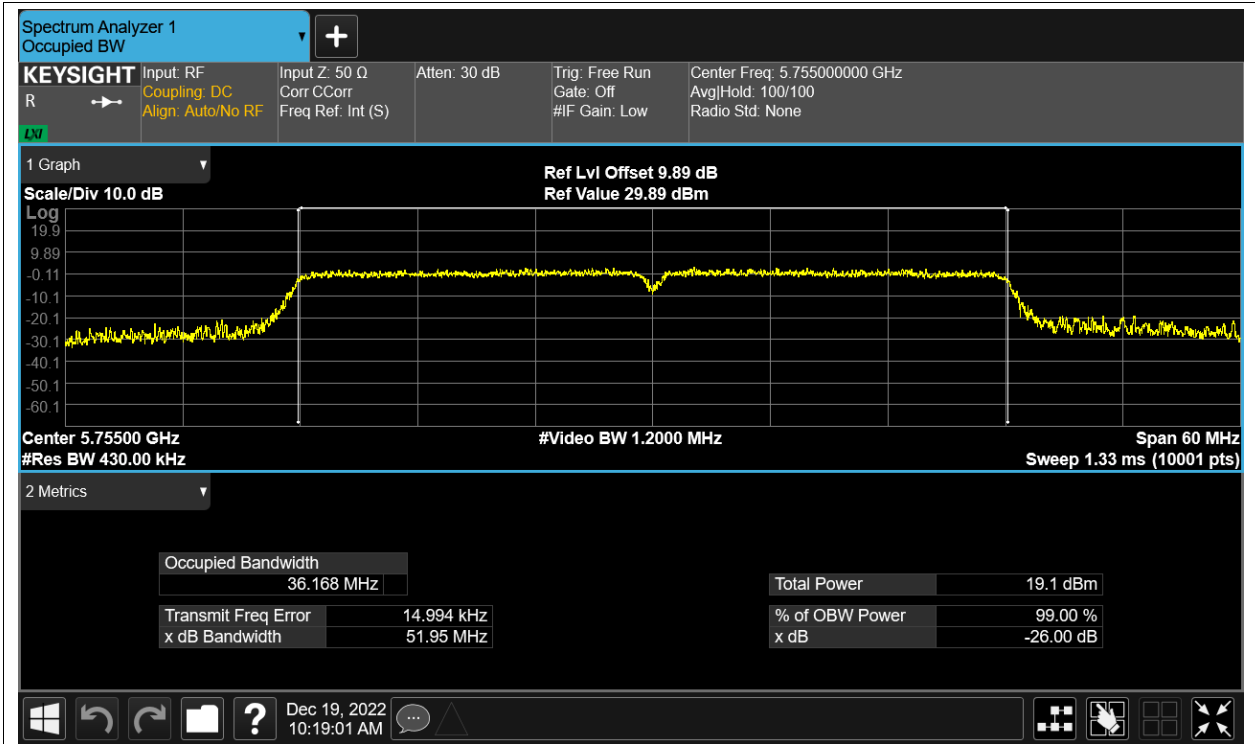 Spectrum Analyzer 1
Occupied BW
KEYSIGHT
R
LXI
Input: RF
Coupling: DC
Align: Auto/No RF
Input Z: 50 Ω
Corr CCorr
Freq Ref: Int (S)
Atten: 30 dB
Trig: Free Run
Gate: Off
#IF Gain: Low
Center Freq: 5.755000000 GHz
Avg|Hold: 100/100
Radio Std: None
1 Graph
Scale/Div 10.0 dB
Ref Lvl Offset 9.89 dB
Ref Value 29.89 dBm
Log
19.9
9.89
-0.11
-10.1
-20.1
-30.1
-40.1
-50.1
-60.1
Center 5.75500 GHz
#Res BW 430.00 kHz
#Video BW 1.2000 MHz
Span 60 MHz
Sweep 1.33 ms (10001 pts)
2 Metrics
Occupied Bandwidth
36.168 MHz
Transmit Freq Error 14.994 kHz
x dB Bandwidth 51.95 MHz
Total Power 19.1 dBm
% of OBW Power 99.00 %
x dB -26.00 dB
?
Dec 19, 2022
10:19:01 AM